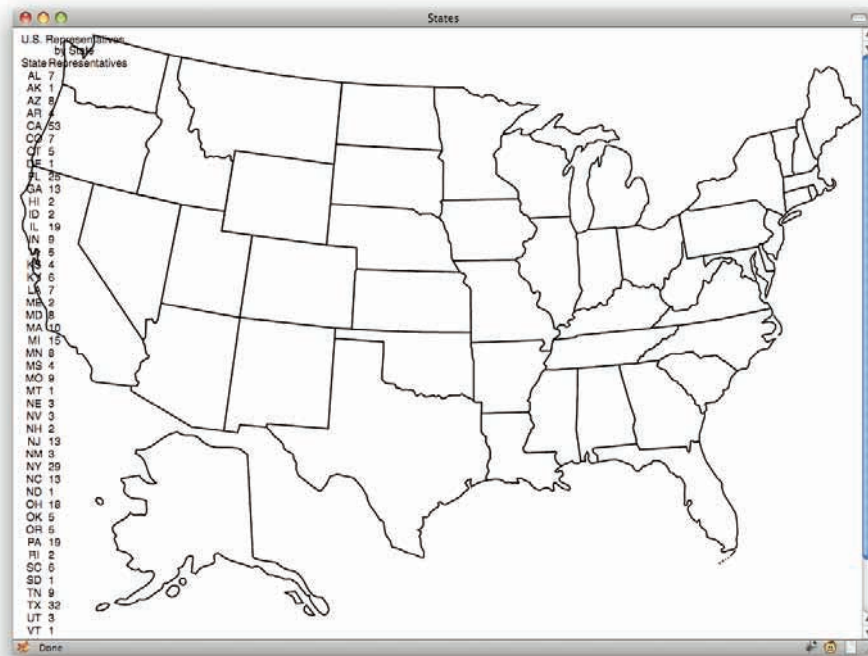 States
U.S. Representatives
by State
State Representatives
AL 7
AK 1
AZ 8
AR 4
CA 53
CO 7
CT 5
DE 1
FL 25
GA 13
HI 2
ID 2
IL 19
IN 9
5
KS 4
KY 6
LA 7
ME 2
MD 8
MA 10
MI 15
MN 8
MS 4
MO 9
MT 1
NE 3
NV 3
NH 2
NJ 13
NM 3
NY 29
NC 13
ND 1
OH 18
OK 5
OR 5
PA 19
RI 2
SC 6
SD 1
TN 9
TX 32
UT 3
VT 1
Done